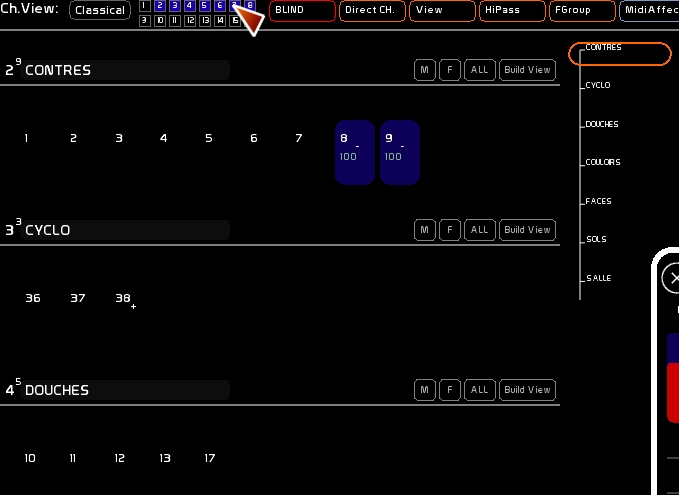 Ch.View: Classical 1 2 3 4 5 6 7 8 BLIND Direct CH. View HiPass FGroup MidiAffec
9 10 11 12 13 14 15
2 9 CONTRES M F ALL Build View
1 2 3 4 5 6 7 8 - 9 -
100 100
3 3 CYCLO M F ALL Build View
36 37 38 +
4 5 DOUCHES M F ALL Build View
10 11 12 13 17
CONTRES
CYCLO
DOUCHES
COULOIRS
FACES
SOLS
SALLE